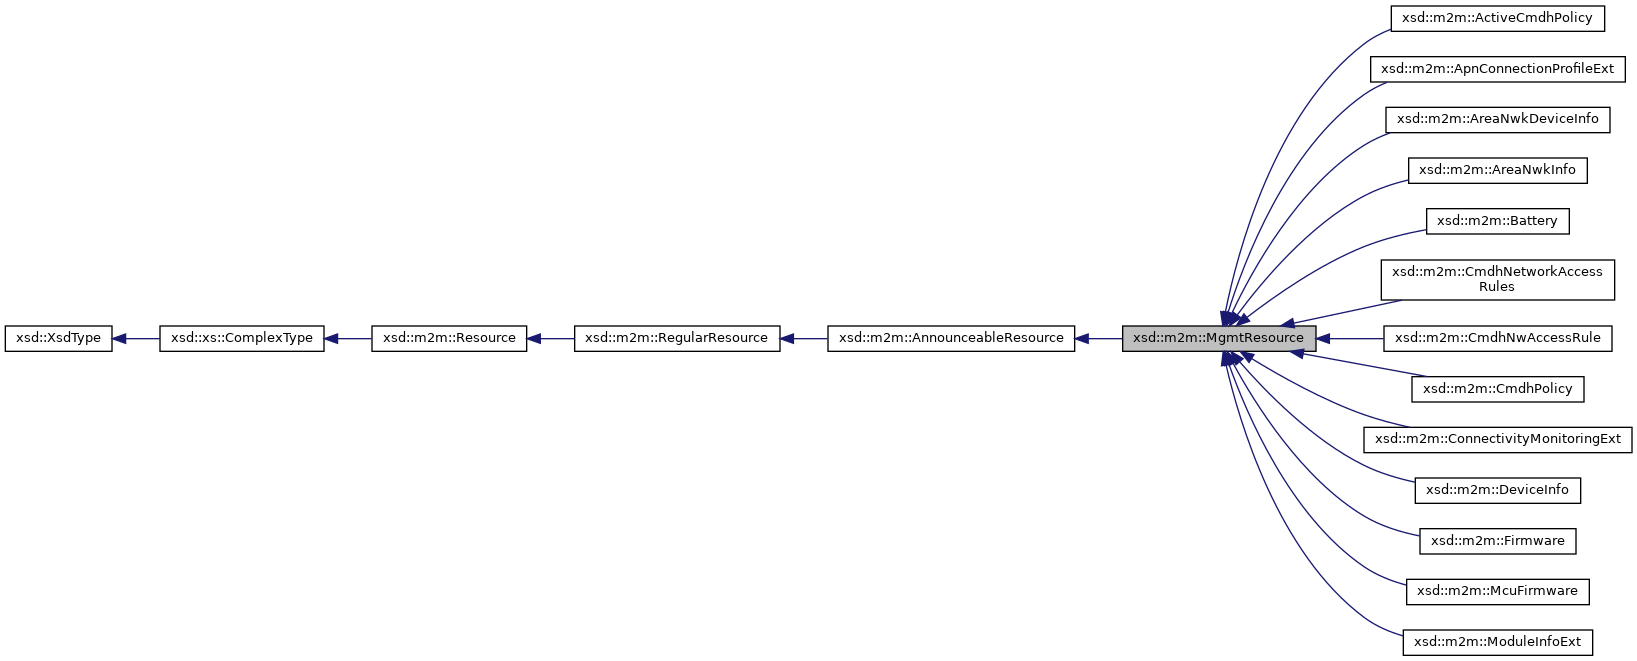 xsd::m2m::ActiveCmdhPolicy
xsd::m2m::ApnConnectionProfileExt
xsd::m2m::AreaNwkDeviceInfo
xsd::m2m::AreaNwkInfo
xsd::m2m::Battery
xsd::m2m::CmdhNetworkAccess
Rules
xsd::XsdType
xsd::xs::ComplexType
xsd::m2m::Resource
xsd::m2m::RegularResource
xsd::m2m::AnnounceableResource
xsd::m2m::MgmtResource
xsd::m2m::CmdhNwAccessRule
xsd::m2m::CmdhPolicy
xsd::m2m::ConnectivityMonitoringExt
xsd::m2m::DeviceInfo
xsd::m2m::Firmware
xsd::m2m::McuFirmware
xsd::m2m::ModuleInfoExt